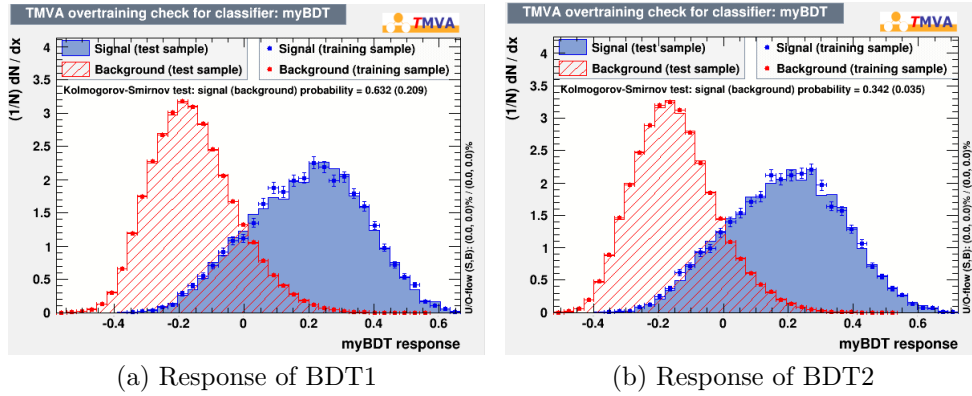 TMVA overtraining check for classifier: myBDT
TMVA
(1/N) dN / dx
Signal (test sample)
Background (test sample)
Signal (training sample)
Background (training sample)
Kolmogorov-Smirnov test: signal (background) probability = 0.632 (0.209)
4
3.5
3
2.5
2
1.5
1
0.5
0
-0.4
-0.2
0
0.2
0.4
0.6
myBDT response
U/O-flow (S,B): (0.0, 0.0)% / (0.0, 0.0)%
(a) Response of BDT1
TMVA overtraining check for classifier: myBDT
TMVA
(1/N) dN / dx
Signal (test sample)
Background (test sample)
Signal (training sample)
Background (training sample)
Kolmogorov-Smirnov test: signal (background) probability = 0.342 (0.035)
4
3.5
3
2.5
2
1.5
1
0.5
0
-0.4
-0.2
0
0.2
0.4
0.6
myBDT response
U/O-flow (S,B): (0.0, 0.0)% / (0.0, 0.0)%
(b) Response of BDT2